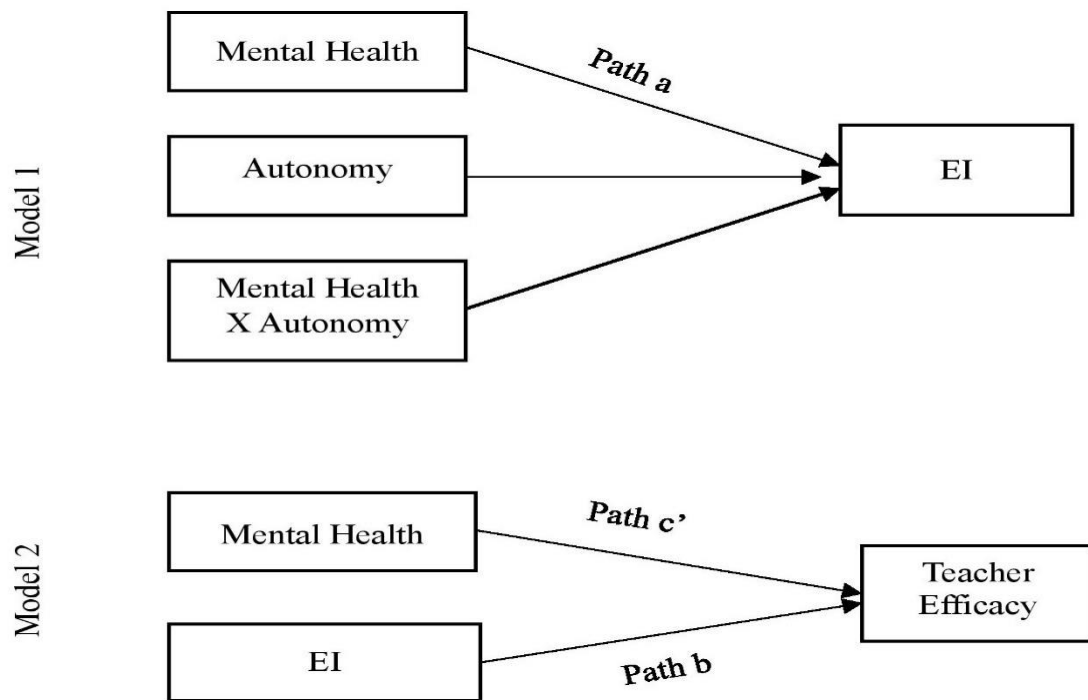 Model 1
Mental Health
Path a
Autonomy
EI
Mental Health
X Autonomy
Model 2
Mental Health
Path c’
Teacher
Efficacy
EI
Path b